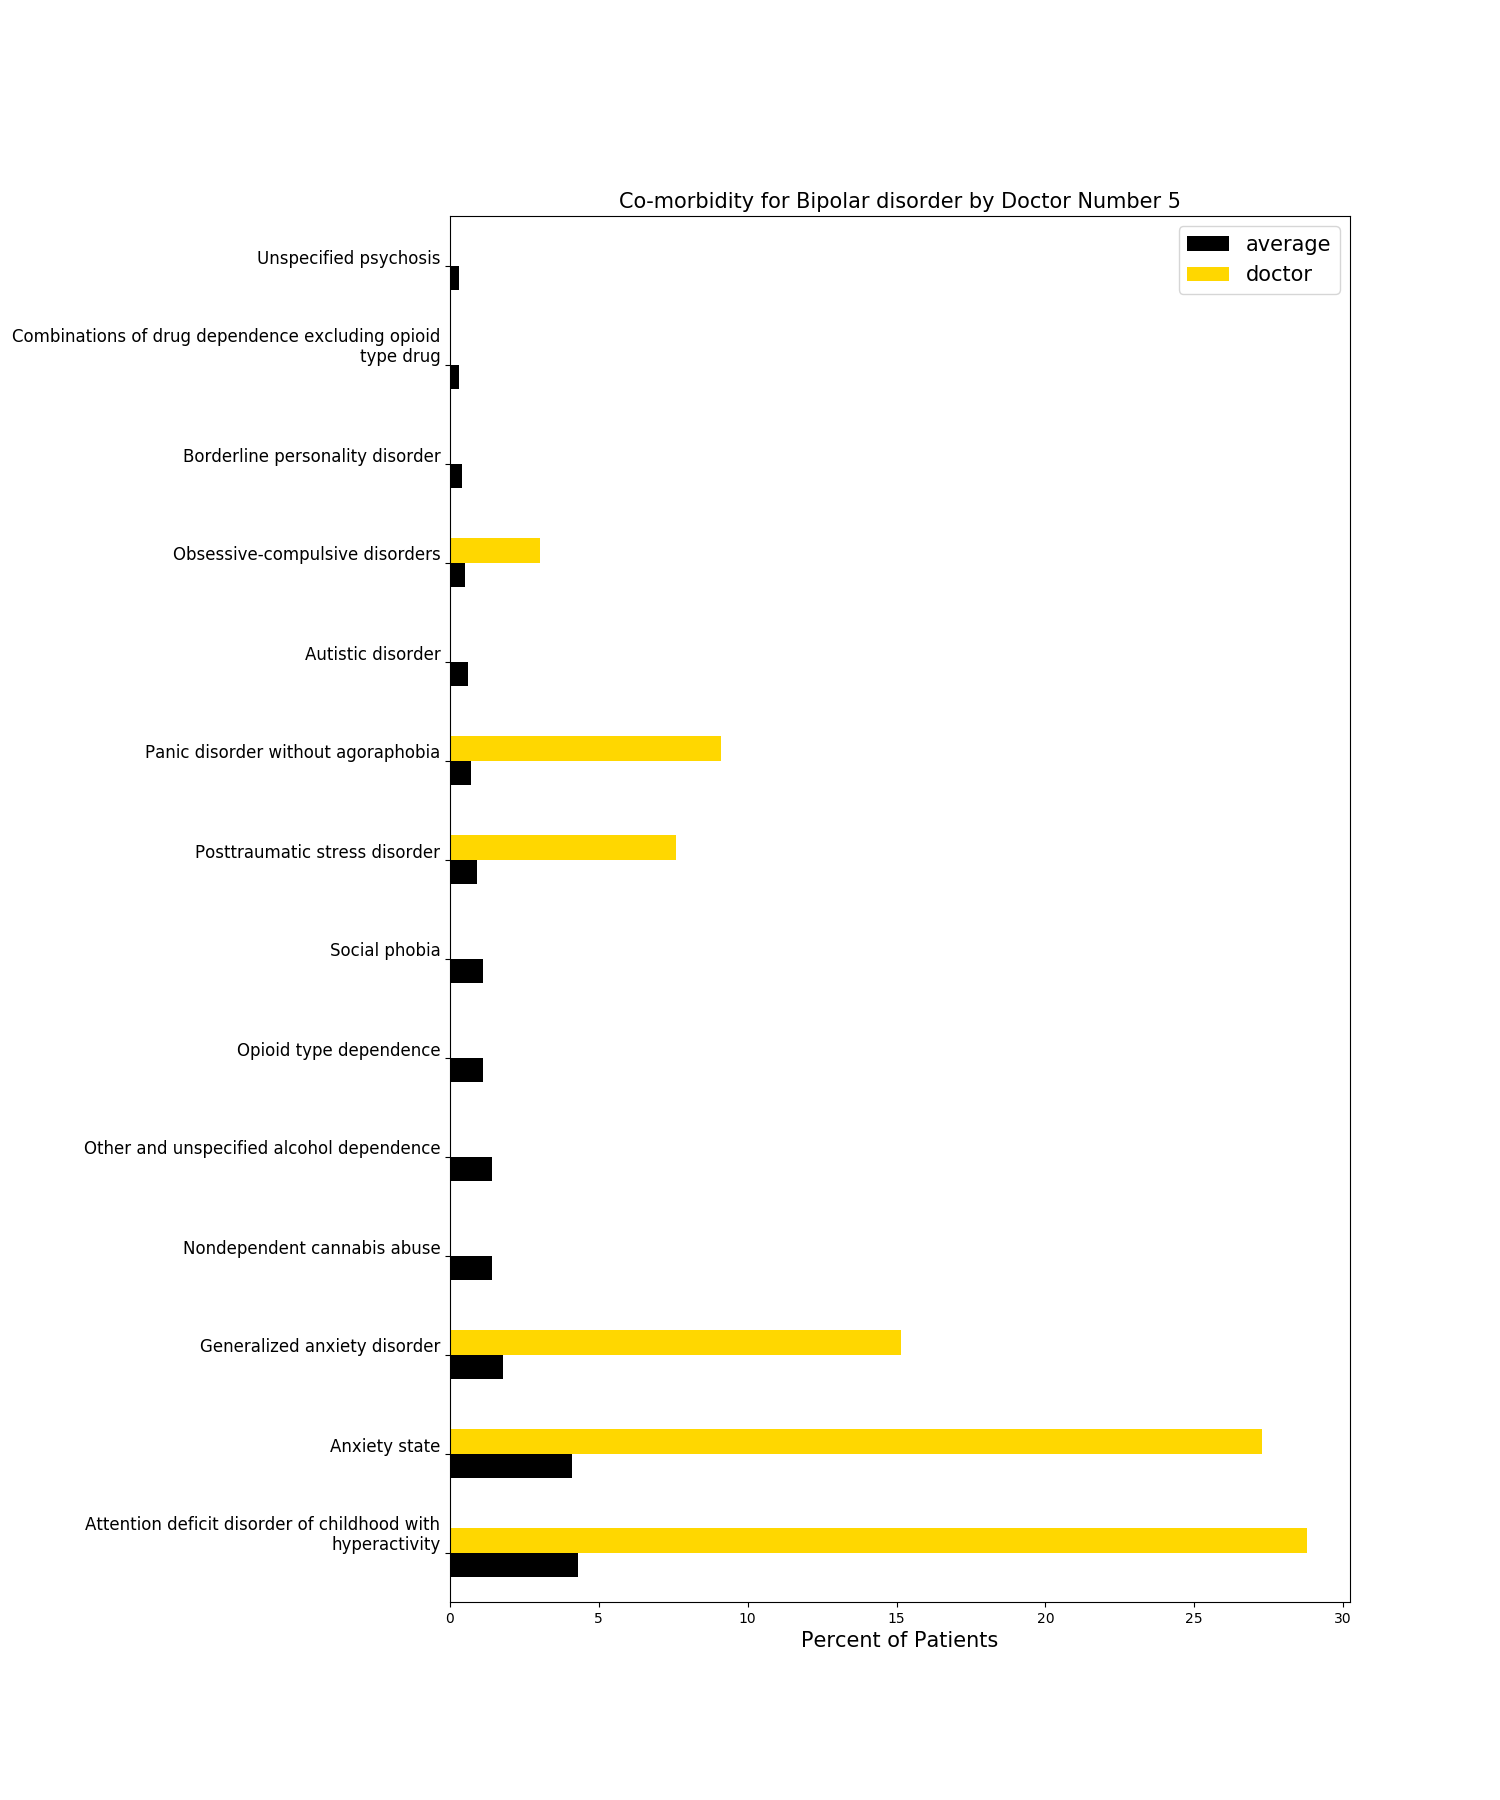 Co-morbidity for Bipolar disorder by Doctor Number 5
average
doctor
Unspecified psychosis
Combinations of drug dependence excluding opioid
type drug
Borderline personality disorder
Obsessive-compulsive disorders
Autistic disorder
Panic disorder without agoraphobia
Posttraumatic stress disorder
Social phobia
Opioid type dependence
Other and unspecified alcohol dependence
Nondependent cannabis abuse
Generalized anxiety disorder
Anxiety state
Attention deficit disorder of childhood with
hyperactivity
0 5 10 15 20 25 30
Percent of Patients